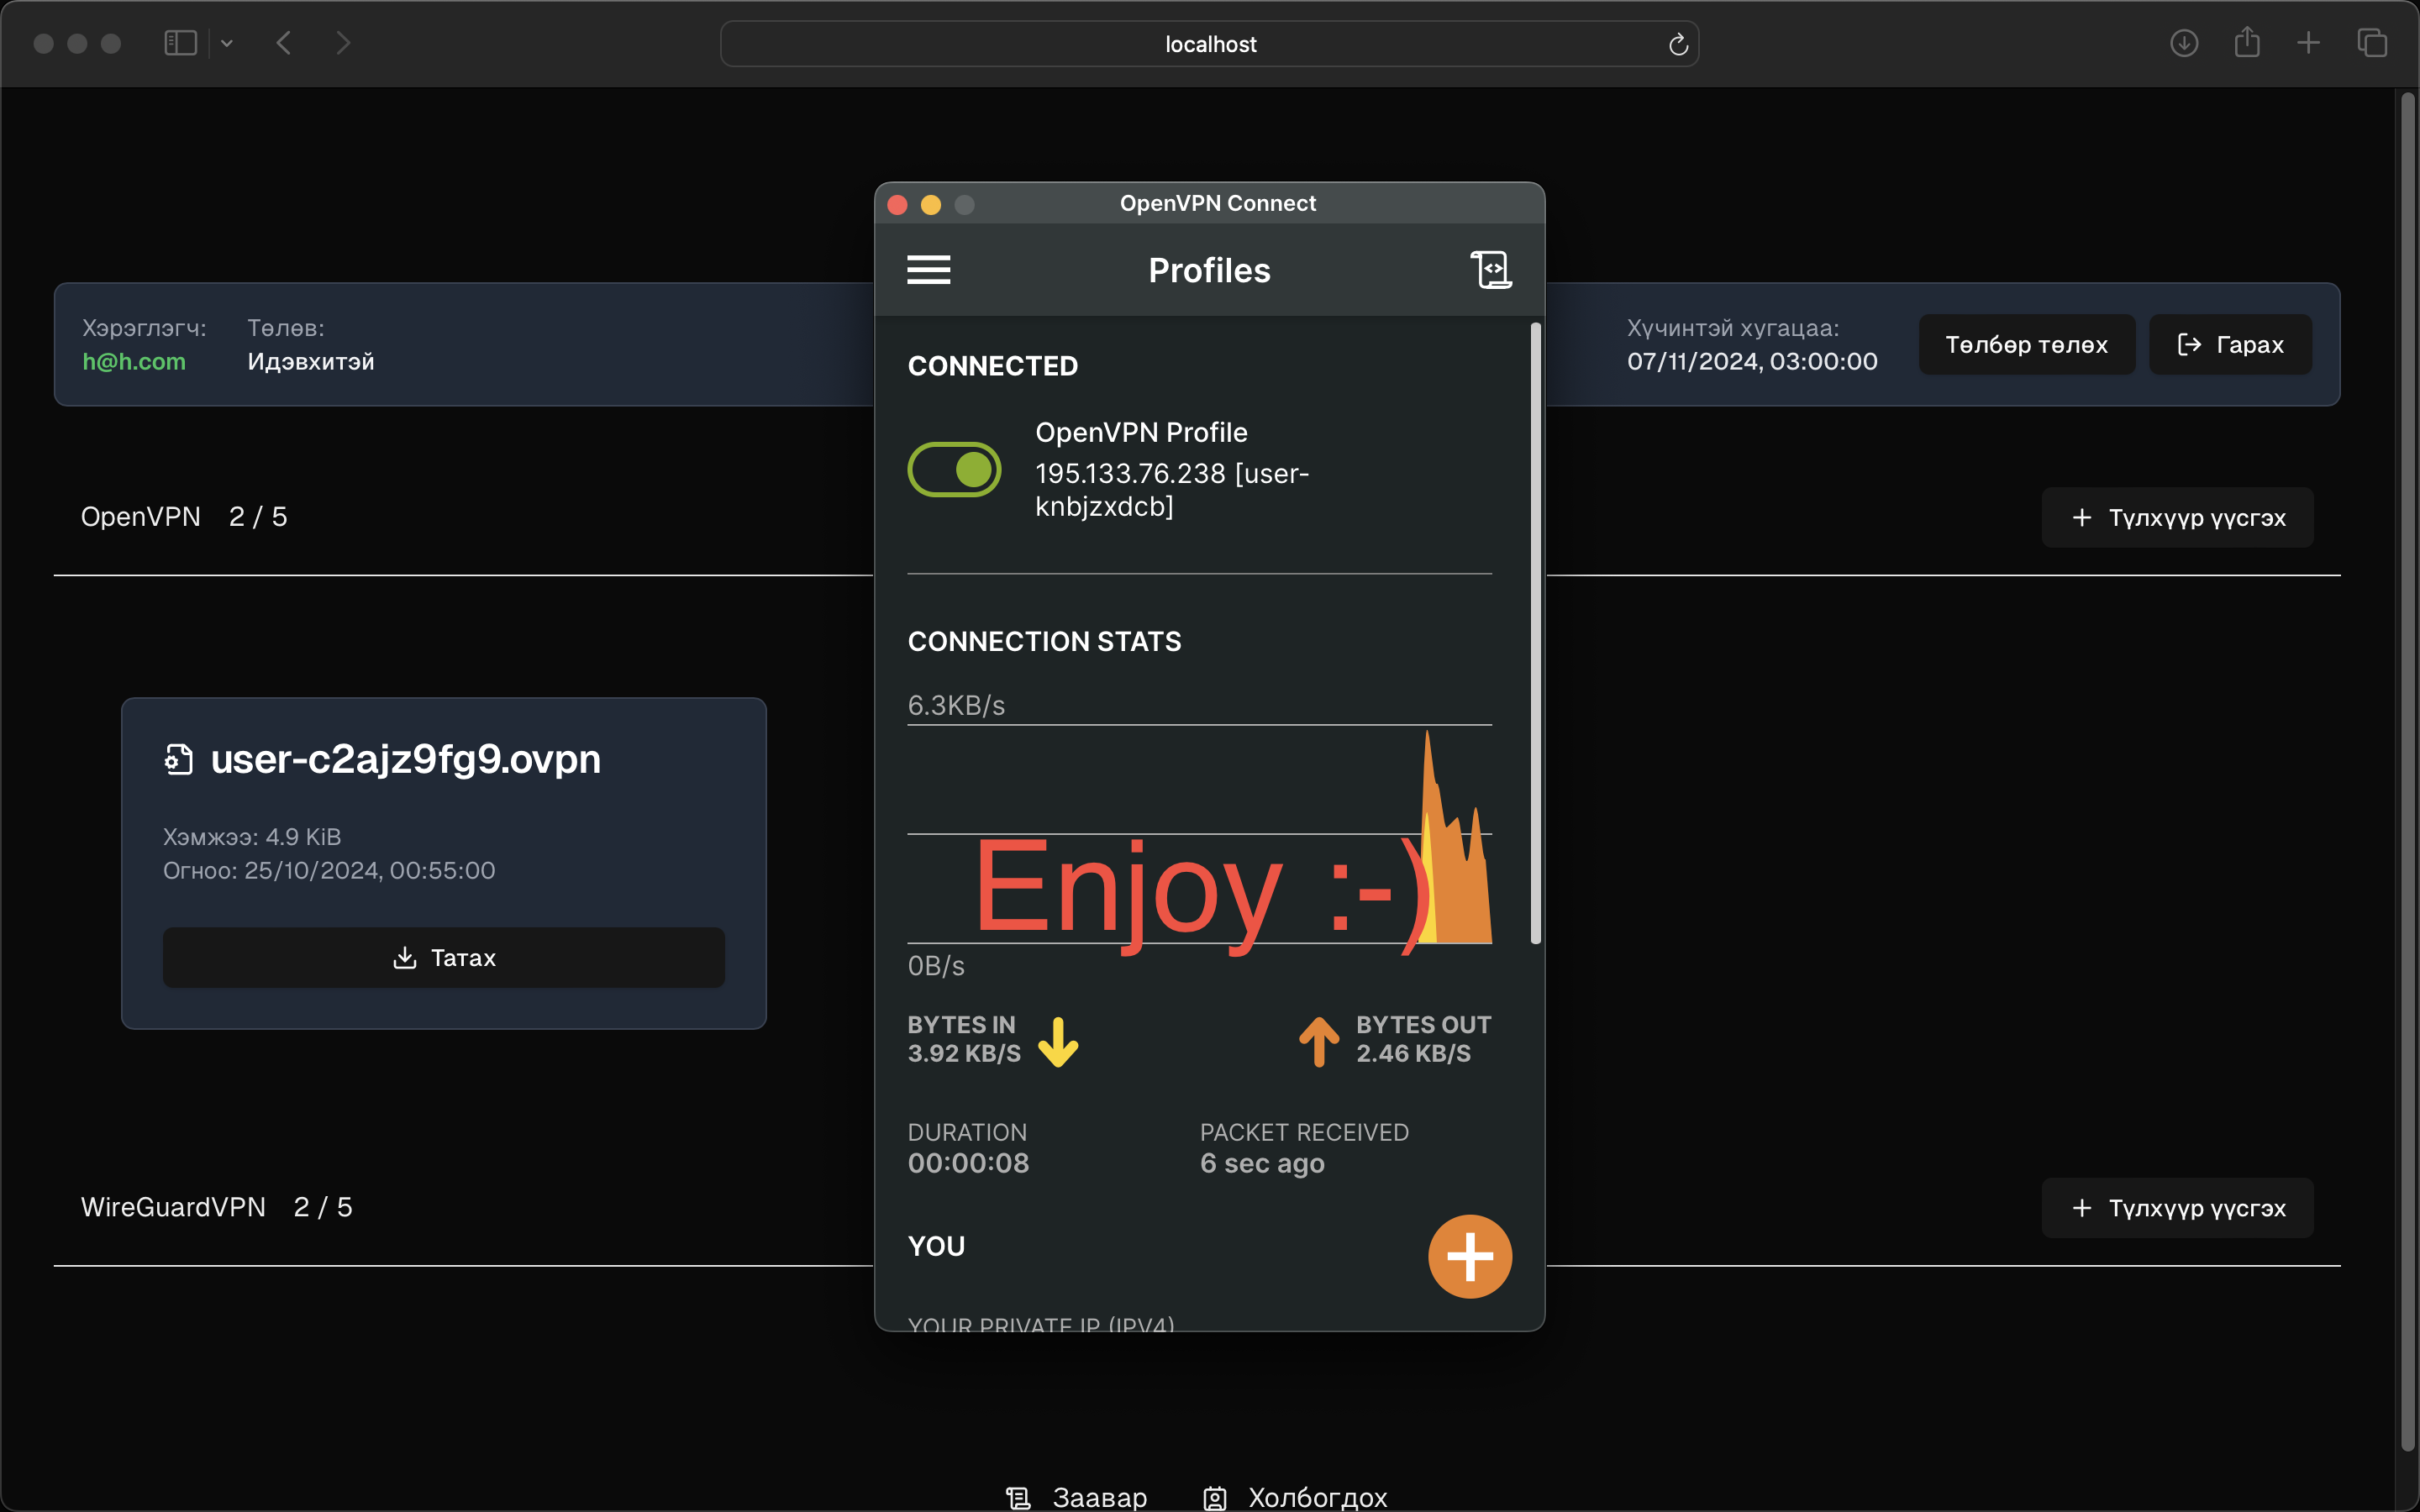 localhost
OpenVPN Connect
Profiles
Хэрэглэгч:
h@h.com
Төлөв:
Идэвхитэй
Хүчинтэй хугацаа:
07/11/2024, 03:00:00
Төлбөр төлөх
Гарах
CONNECTED
OpenVPN Profile
195.133.76.238 [user-
knbjzxdcb]
OpenVPN 2 / 5
+ Түлхүүр үүсгэх
CONNECTION STATS
6.3KB/s
Enjoy :-)
0B/s
BYTES IN
3.92 KB/S
BYTES OUT
2.46 KB/S
DURATION
00:00:08
PACKET RECEIVED
6 sec ago
YOU
YOUR PRIVATE IP (IPV4)
user-c2ajz9fg9.ovpn
Хэмжээ: 4.9 KiB
Огноо: 25/10/2024, 00:55:00
Татах
WireGuardVPN 2 / 5
+ Түлхүүр үүсгэх
Заавар
Холбогдох